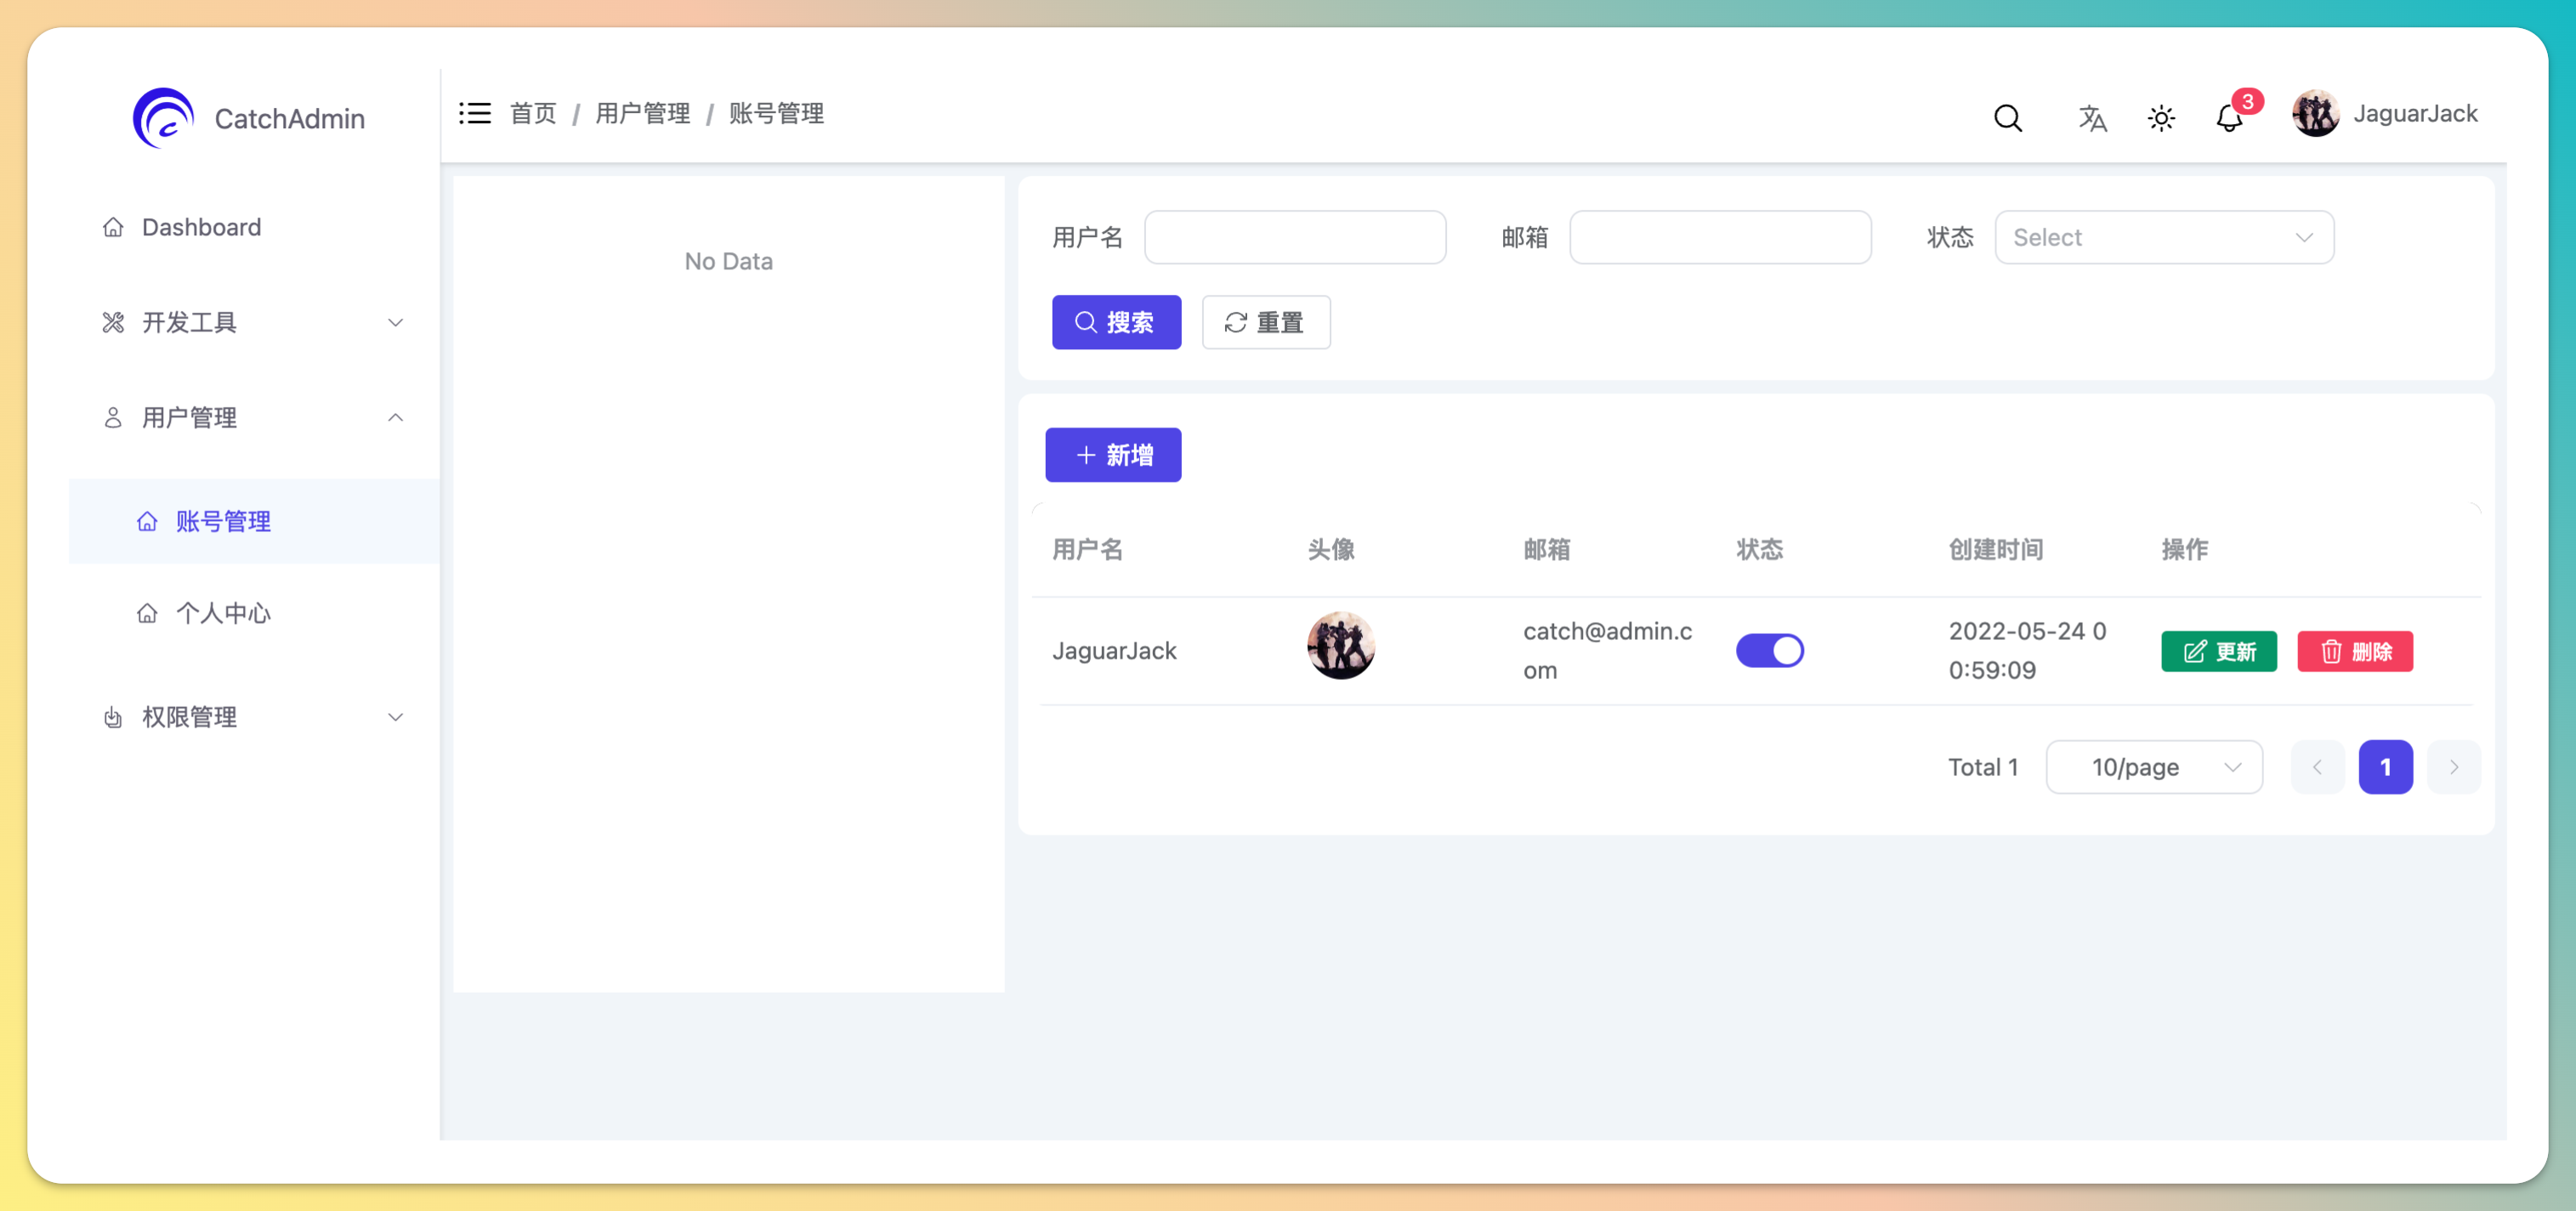 CatchAdmin
首页 / 用户管理 / 账号管理
3
JaguarJack
Dashboard
开发工具
用户管理
账号管理
个人中心
权限管理
No Data
用户名
邮箱
状态 Select
搜索 重置
新增
用户名 头像 邮箱 状态 创建时间 操作
JaguarJack
catch@admin.c
om
2022-05-24 0
0:59:09
更新 删除
Total 1 10/page 1